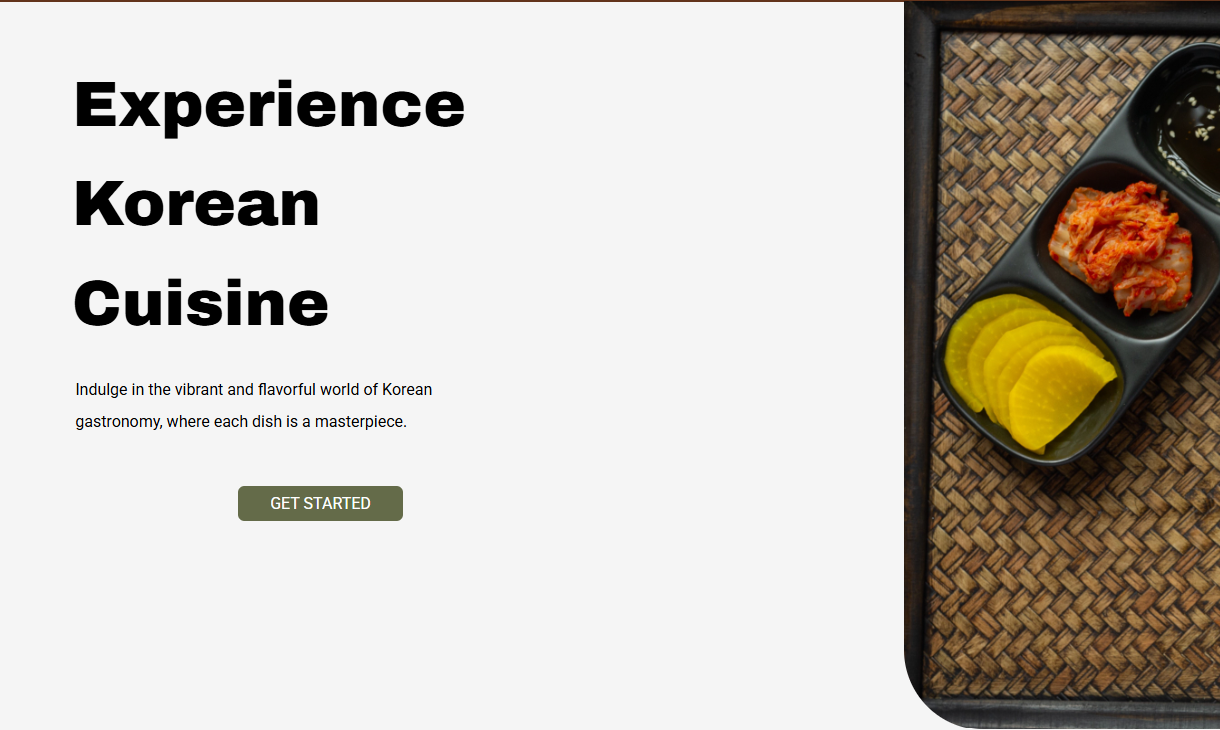 Experience
Korean
Cuisine
Indulge in the vibrant and flavorful world of Korean
gastronomy, where each dish is a masterpiece.
GET STARTED